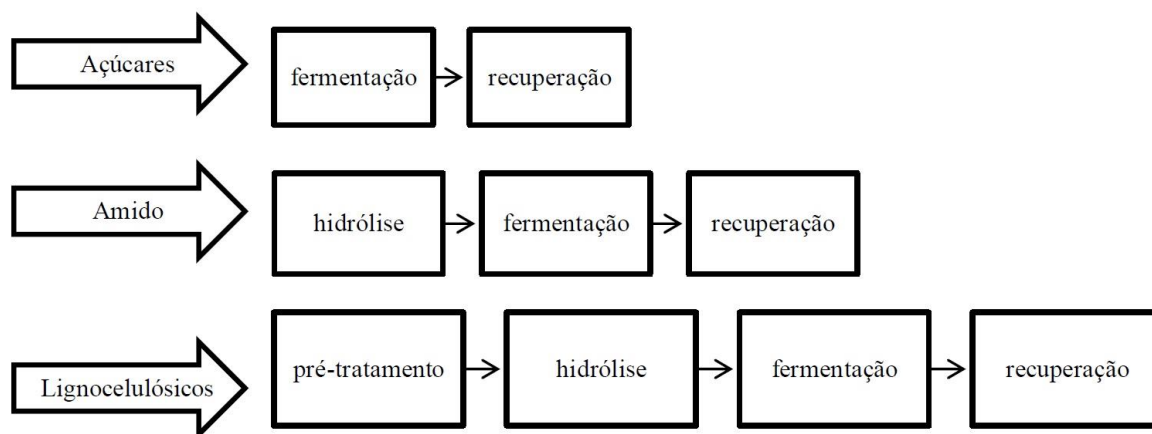 Açúcares
fermentação
recuperação
Amido
hidrólise
fermentação
recuperação
Lignocelulósicos
pré-tratamento
hidrólise
fermentação
recuperação